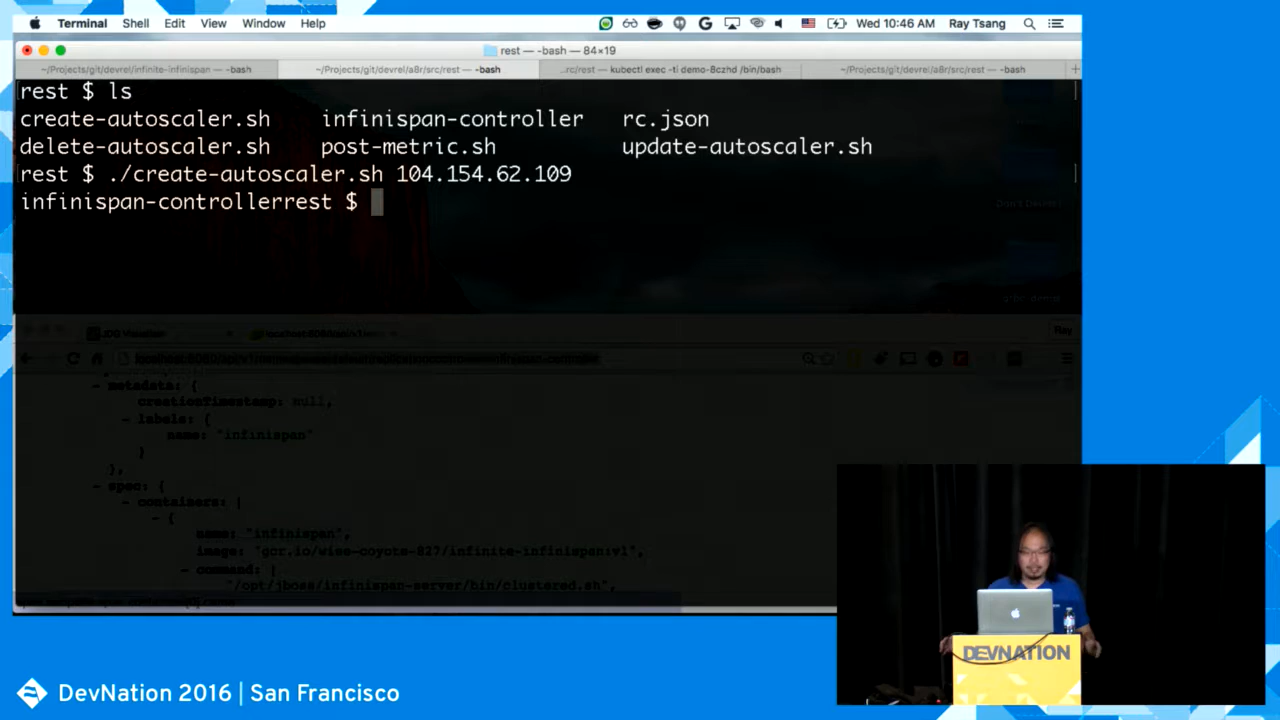 Terminal Shell Edit View Window Help Wed 10:46 AM Ray Tsang
rest — -bash — 84×19
~/Projects/git/devrel/infinite-infinispan — -bash ~/Projects/git/devrel/a8r/src/rest — -bash ...rc/rest — kubectl exec -ti demo-8czhd /bin/bash ~/Projects/git/devrel/a8r/src/rest — -bash
rest $ ls
create-autoscaler.sh infinispan-controller rc.json
delete-autoscaler.sh post-metric.sh update-autoscaler.sh
rest $ ./create-autoscaler.sh 104.154.62.109
infinispan-controllerrest $
Ray
- metadata: {
creationTimestamp: null,
- labels: {
name: "infinispan"
}
},
- spec: {
- containers: [
- {
name: "infinispan",
image: "gcr.io/wise-coyote-827/infinite-infinispan:v1",
- command: [
"/opt/jboss/infinispan-server/bin/clustered.sh",
DEVNATION
DevNation 2016 | San Francisco